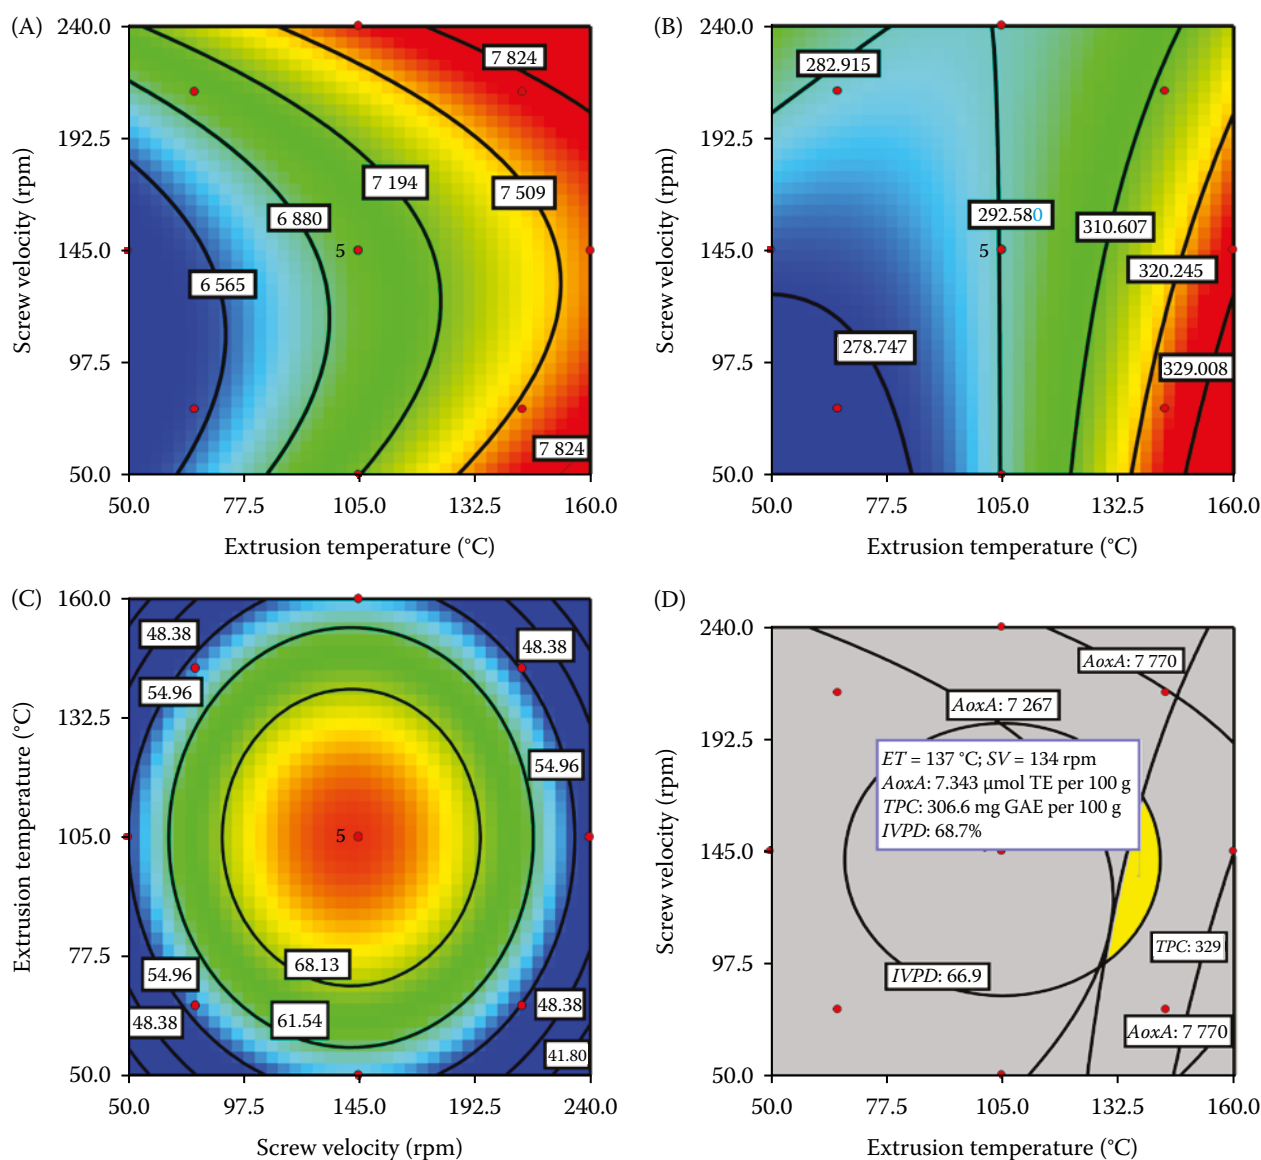 (A)
240.0
192.5
145.0
97.5
50.0
Screw velocity (rpm)
7 824
7 509
7 194
6 880
6 565
5
7 824
50.0 77.5 105.0 132.5 160.0
Extrusion temperature (°C)
(B)
240.0
192.5
145.0
97.5
50.0
Screw velocity (rpm)
282.915
292.580
310.607
5
320.245
278.747
329.008
50.0 77.5 105.0 132.5 160.0
Extrusion temperature (°C)
(C)
160.0
132.5
105.0
77.5
50.0
Extrusion temperature (°C)
48.38
48.38
54.96
54.96
5
68.13
54.96
48.38
48.38
61.54
41.80
50.0 97.5 145.0 192.5 240.0
Screw velocity (rpm)
(D)
240.0
192.5
145.0
97.5
50.0
Screw velocity (rpm)
AoxA: 7 770
AoxA: 7 267
ET = 137 °C; SV = 134 rpm
AoxA: 7.343 μmol TE per 100 g
TPC: 306.6 mg GAE per 100 g
IVPD: 68.7%
TPC: 329
IVPD: 66.9
AoxA: 7 770
50.0 77.5 105.0 132.5 160.0
Extrusion temperature (°C)